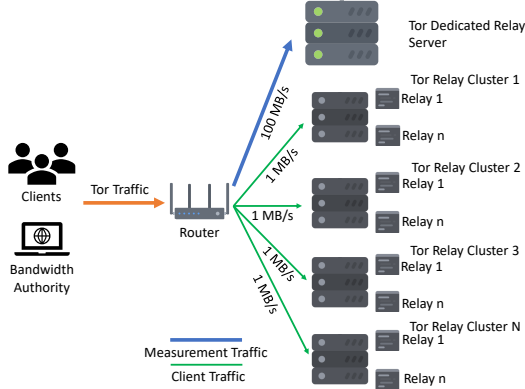 Tor Dedicated Relay
Server
100 MB/s
Tor Relay Cluster 1
Relay 1
Relay n
1 MB/s
Clients
Tor Traffic
Router
Bandwidth
Authority
Tor Relay Cluster 2
Relay 1
Relay n
1 MB/s
Tor Relay Cluster 3
Relay 1
Relay n
1 MB/s
Tor Relay Cluster N
Relay 1
Relay n
1 MB/s
Measurement Traffic
Client Traffic